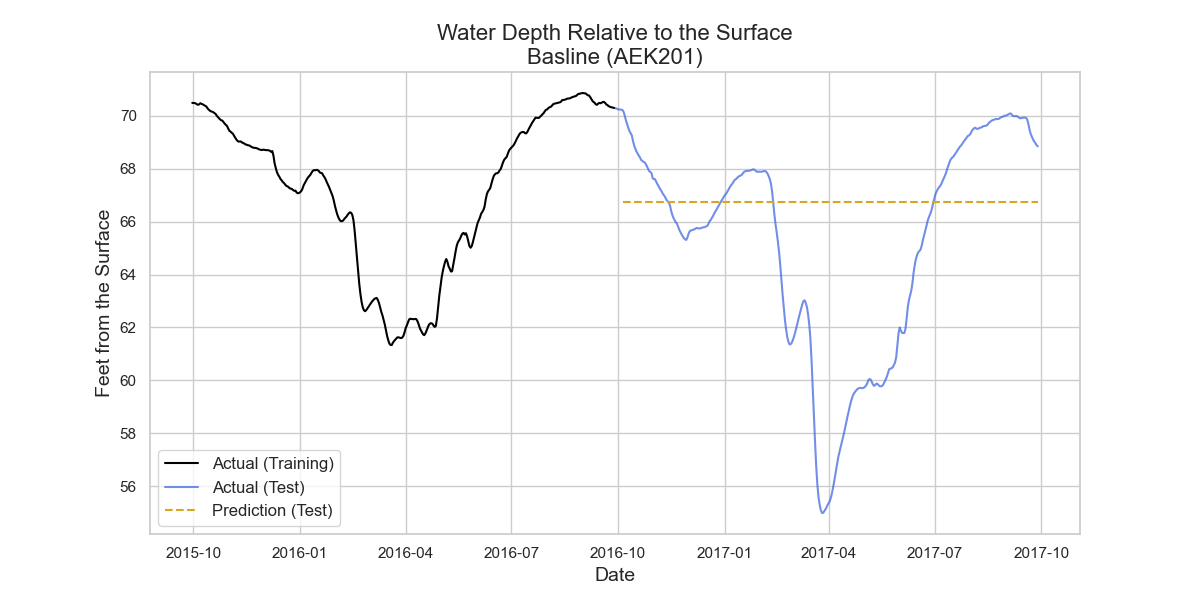 Water Depth Relative to the Surface
Basline (AEK201)
Feet from the Surface
70
68
66
64
62
60
58
56
Actual (Training)
Actual (Test)
Prediction (Test)
2015-10 2016-01 2016-04 2016-07 2016-10 2017-01 2017-04 2017-07 2017-10
Date